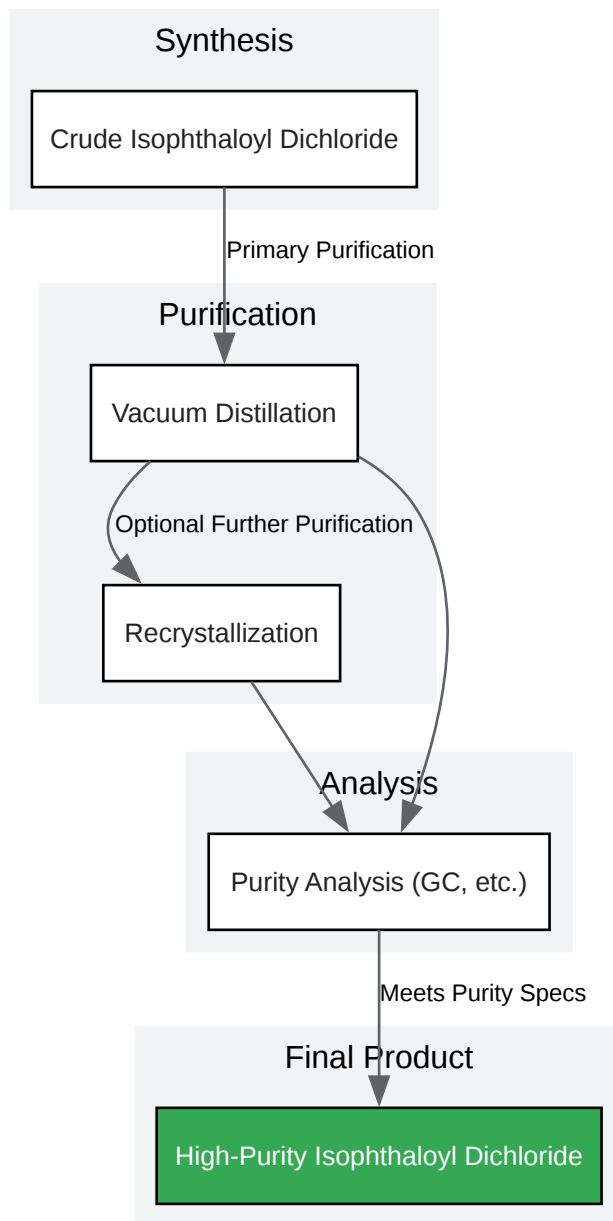 Synthesis
Crude Isophthaloyl Dichloride
Primary Purification
Purification
Vacuum Distillation
Optional Further Purification
Recrystallization
Analysis
Purity Analysis (GC, etc.)
Meets Purity Specs
Final Product
High-Purity Isophthaloyl Dichloride